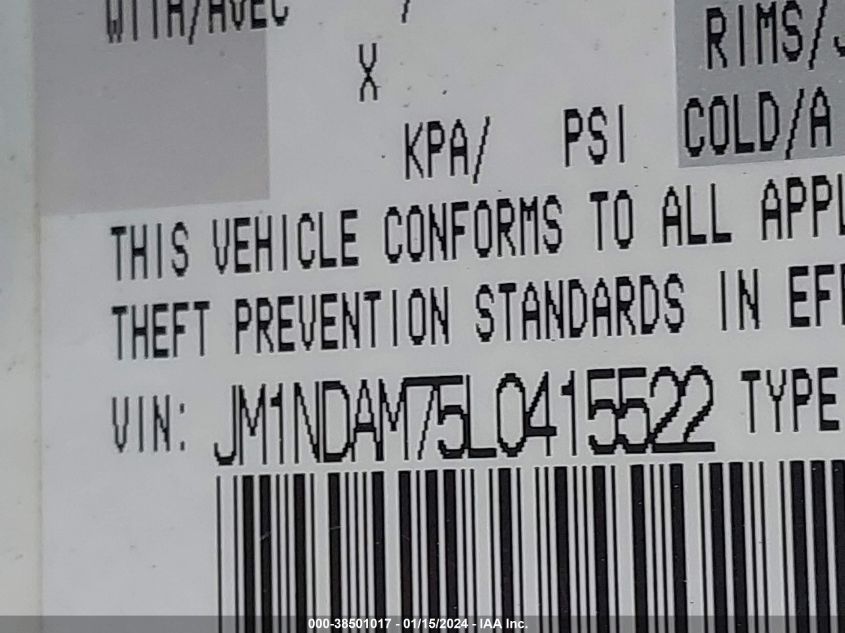 WITH/AVEC /
X
RIMS/
KPA/ PSI COLD/A
THIS VEHICLE CONFORMS TO ALL APPL
THEFT PREVENTION STANDARDS IN EFF
VIN: JM1NDAM75L0415522 TYPE
000-38501017 - 01/15/2024 - IAA Inc.